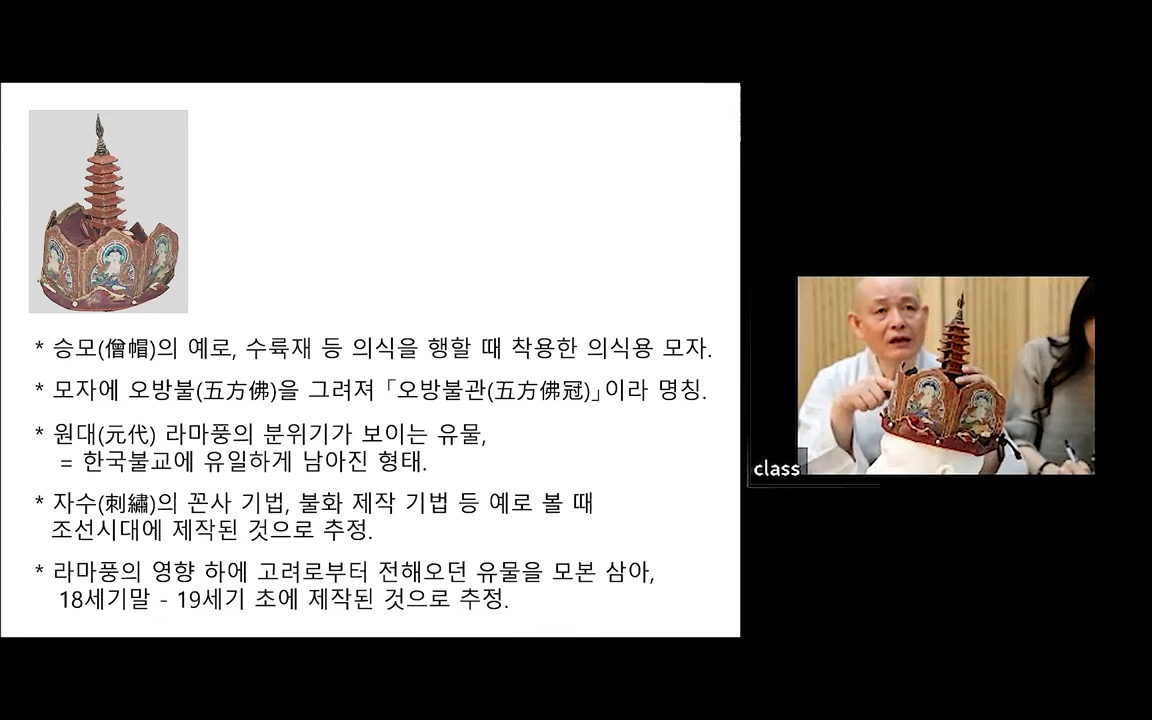 * 승모(僧帽)의 예로, 수륙재 등 의식을 행할 때 착용한 의식용 모자.
* 모자에 오방불(五方佛)을 그려져 「오방불관(五方佛冠)」이라 명칭.
* 원대(元代) 라마풍의 분위기가 보이는 유물,
= 한국불교에 유일하게 남아진 형태.
* 자수(刺繡)의 꼰사 기법, 불화 제작 기법 등 예로 볼 때
조선시대에 제작된 것으로 추정.
* 라마풍의 영향 하에 고려로부터 전해오던 유물을 모본 삼아,
18세기말 - 19세기 초에 제작된 것으로 추정.
class